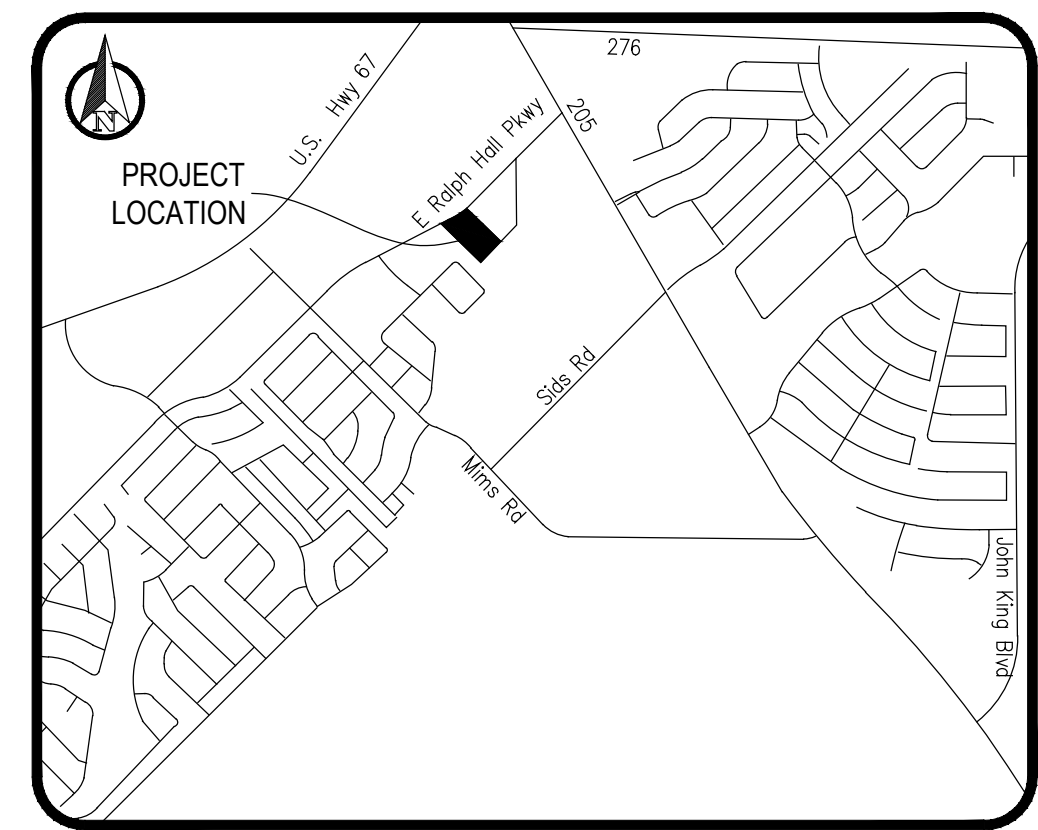 276
U.S. Hwy 67
205
E Ralph Hall Pkwy
N
PROJECT
LOCATION
Sids Rd
Mims Rd
John King Blvd